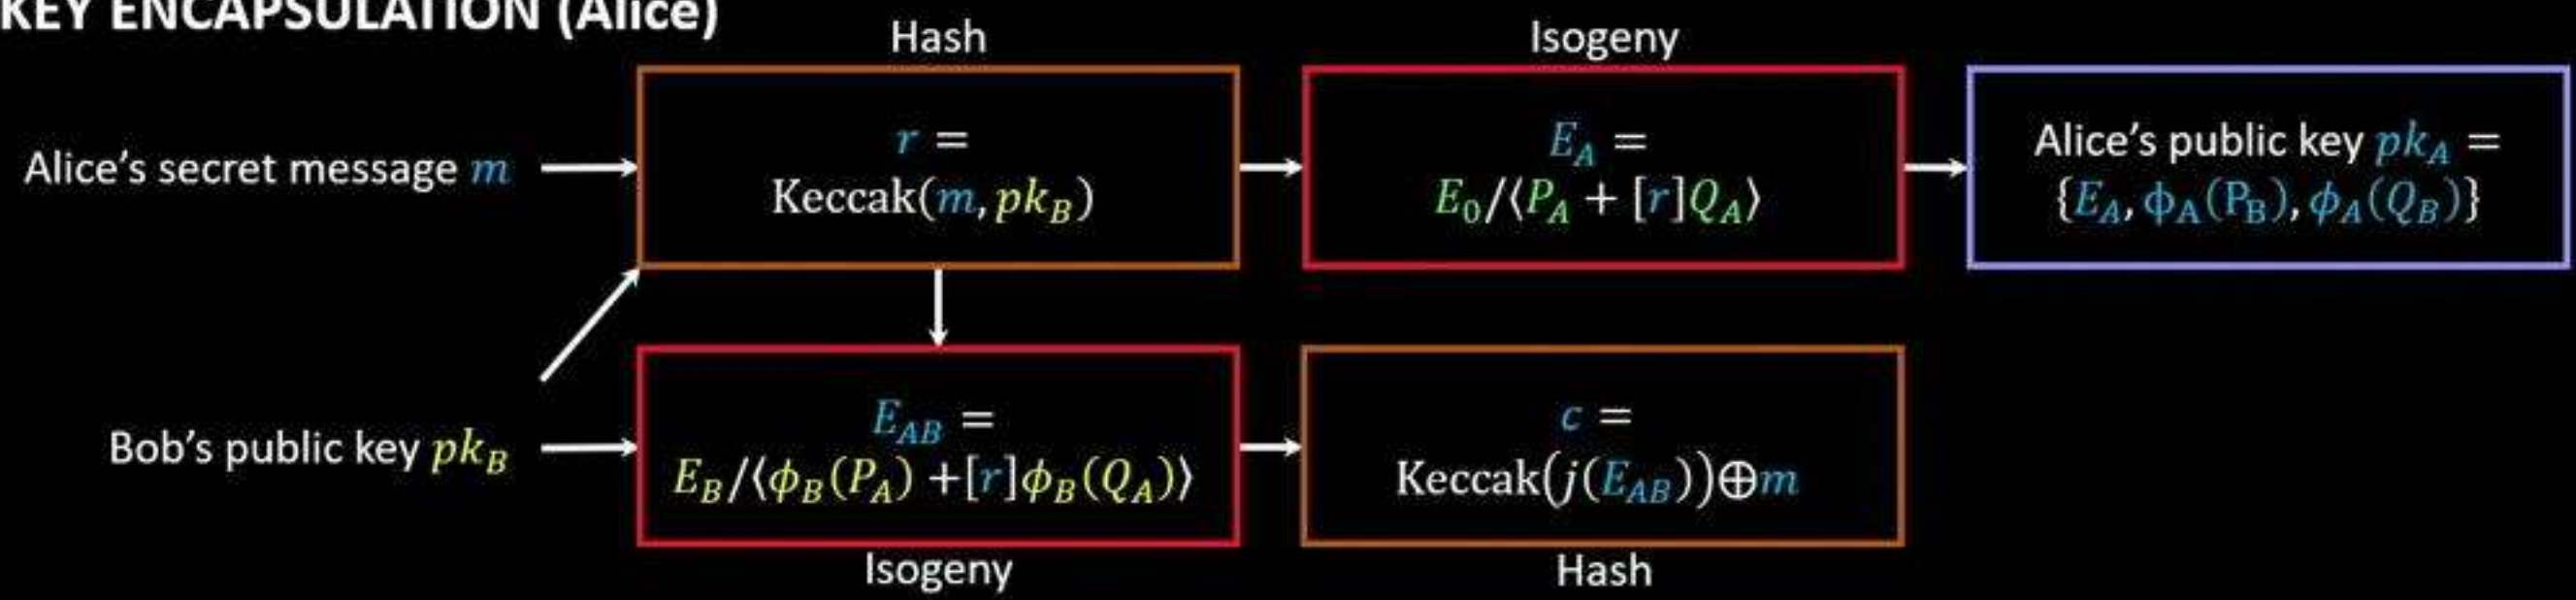 KEY ENCAPSULATION (Alice)
Hash
Isogeny
Alice's secret message m
r =
Keccak(m, pk_B)
E_A =
E_0/⟨P_A + [r]Q_A⟩
Alice's public key pk_A =
{E_A, ϕ_A(P_B), ϕ_A(Q_B)}
Bob's public key pk_B
E_AB =
E_B/⟨ϕ_B(P_A) +[r]ϕ_B(Q_A)⟩
c =
Keccak(j(E_AB))⊕m
Isogeny
Hash